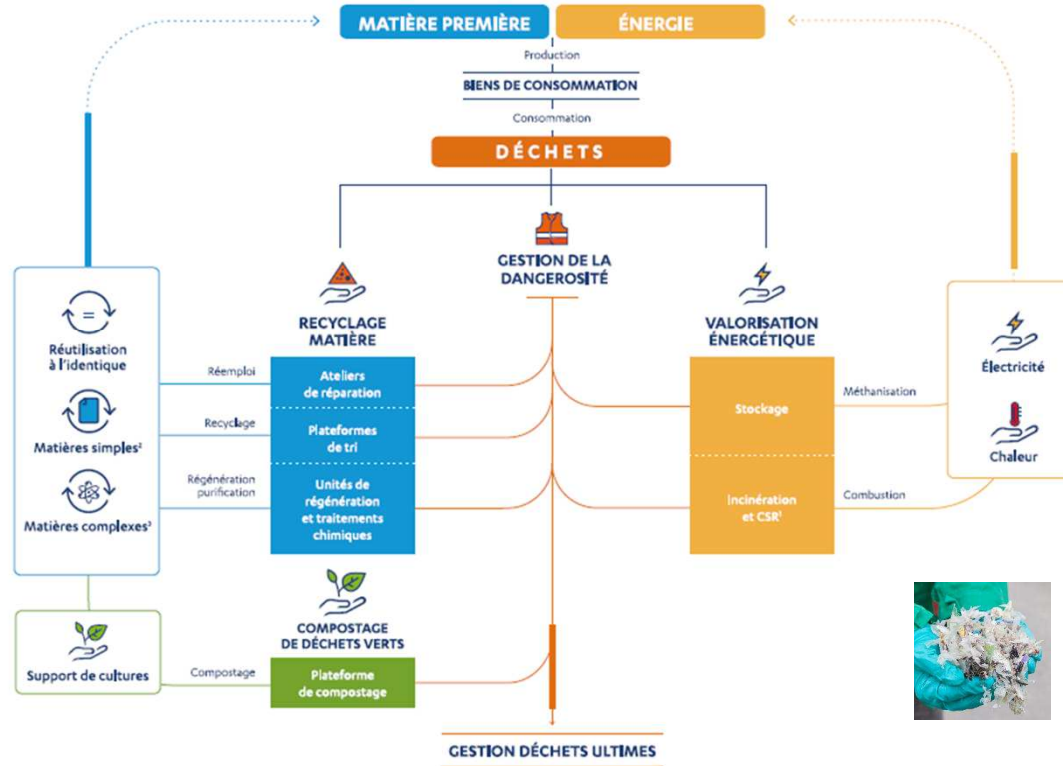 MATIÈRE PREMIÈRE
ÉNERGIE
Production
BIENS DE CONSOMMATION
Consommation
DÉCHETS
GESTION DE LA
DANGEROSITÉ
RECYCLAGE
MATIÈRE
VALORISATION
ÉNERGÉTIQUE
=
Réutilisation
à l'identique
Matières simples²
Matières complexes³
Réemploi
Recyclage
Régénération
purification
Ateliers
de réparation
Plateformes
de tri
Unités de
régénération
et traitements
chimiques
Stockage
Incinération
et CSR¹
Méthanisation
Combustion
Électricité
Chaleur
COMPOSTAGE
DE DÉCHETS VERTS
Support de cultures
Compostage
Plateforme
de compostage
GESTION DÉCHETS ULTIMES